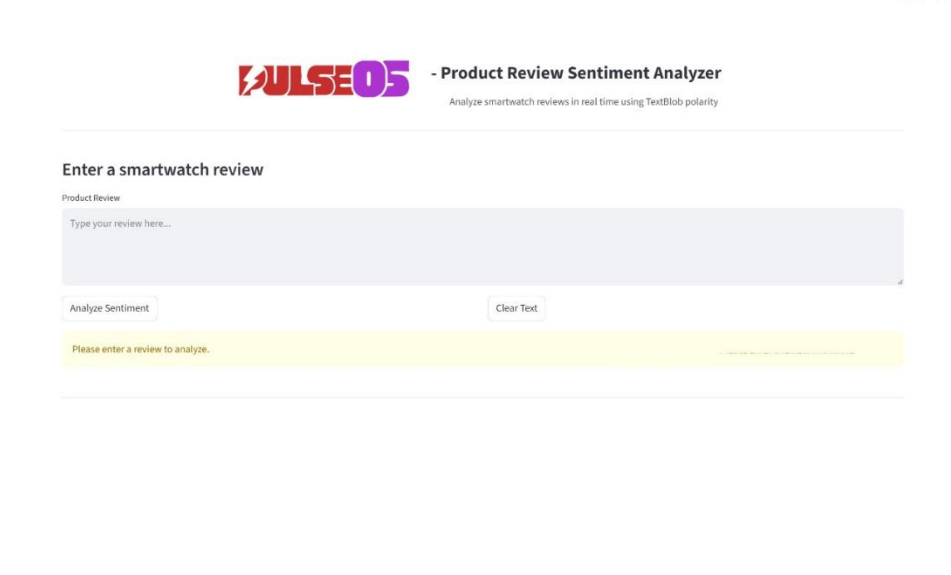 PULSEOS
- Product Review Sentiment Analyzer
Analyze smartwatch reviews in real time using TextBlob polarity
Enter a smartwatch review
Product Review
Type your review here...
Analyze Sentiment
Clear Text
Please enter a review to analyze.